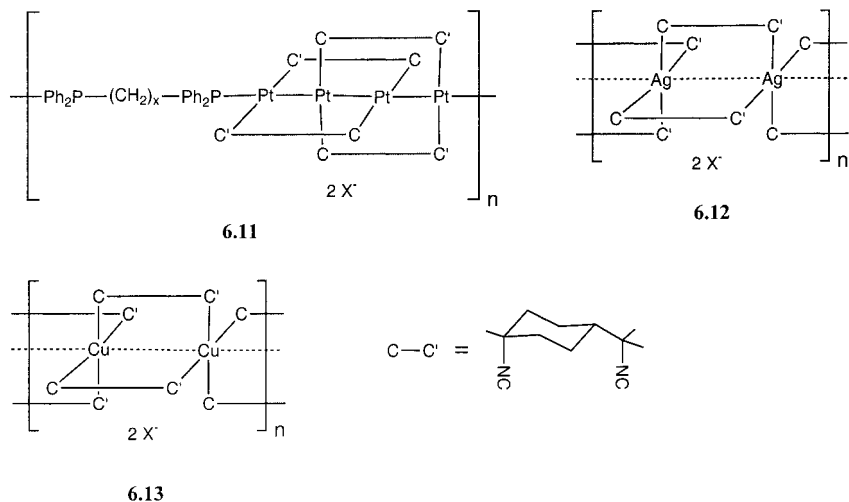 C C'
C' C
Ph₂P (CH₂)ₓ Ph₂P Pt Pt Pt Pt
C' C
C C'
2 X⁻
n
6.11
C C'
C' C
Ag Ag
C C'
C' C
2 X⁻
n
6.12
C C'
C' C
Cu Cu
C C'
C' C
2 X⁻
n
6.13
C C' =
NC NC